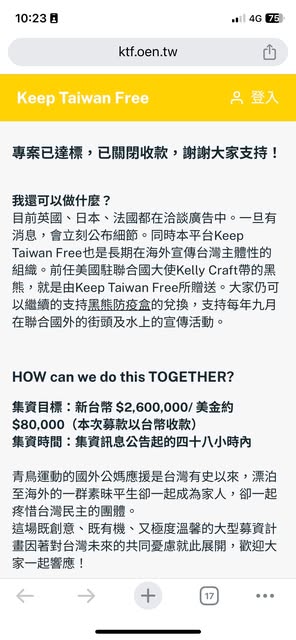 10:23
4G
75
ktf.oen.tw
Keep Taiwan Free
登入
專案已達標，已關閉收款，謝謝大家支持！
我還可以做什麼？
目前英國、日本、法國都在洽談廣告中。一旦有
消息，會立刻公布細節。同時本平台Keep
Taiwan Free也是長期在海外宣傳台灣主體性的
組織。前任美國駐聯合國大使Kelly Craft帶的黑
熊，就是由Keep Taiwan Free所贈送。大家仍可
以繼續的支持黑熊防疫盒的兌換，支持每年九月
在聯合國外的街頭及水上的宣傳活動。
HOW can we do this TOGETHER?
集資目標：新台幣 $2,600,000/ 美金約
$80,000（本次募款以台幣收款）
集資時間：集資訊息公告起的四十八小時內
青鳥運動的國外公媽應援是台灣有史以來，漂泊
至海外的一群素昧平生卻一起成為家人，卻一起
疼惜台灣民主的團體。
這場既創意、既有機、又極度溫馨的大型募資計
畫因著對台灣未來的共同憂慮就此展開，歡迎大
家一起響應！
17